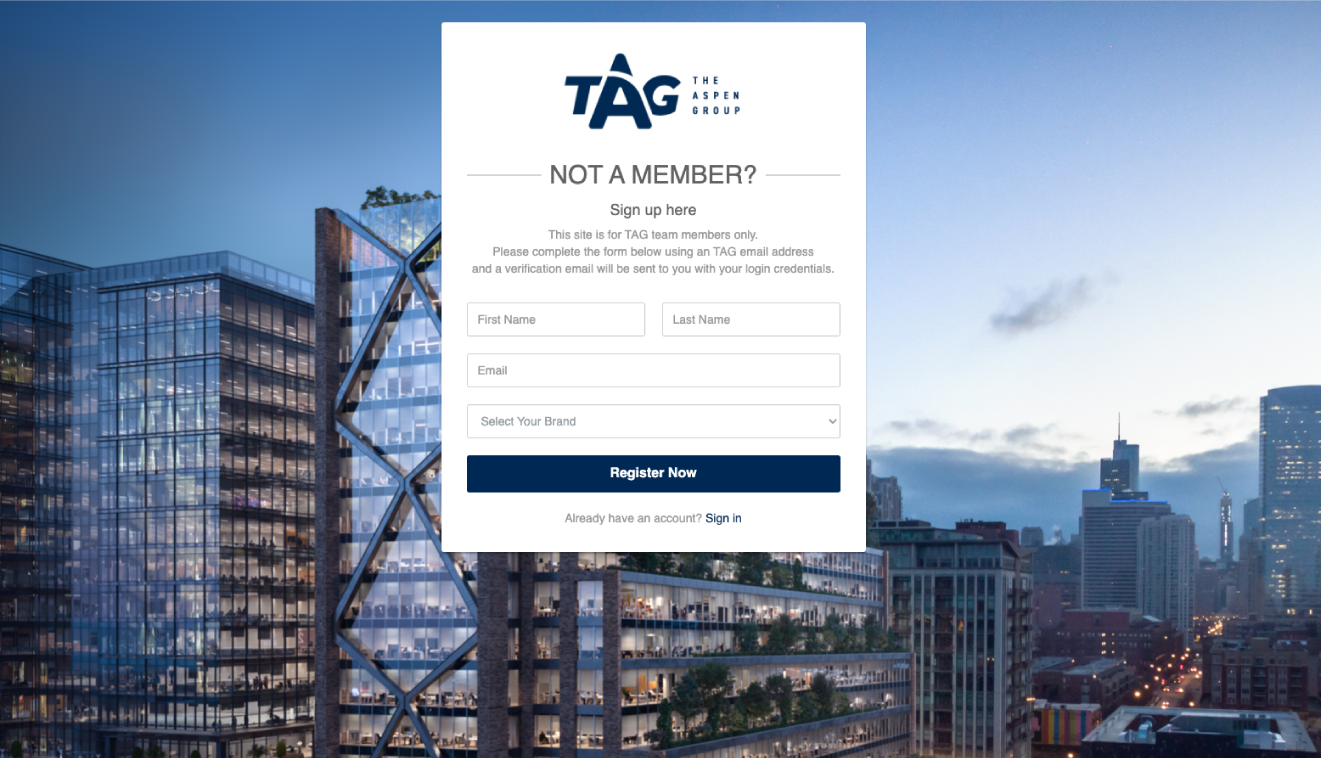 TAG THE
ASPEN
GROUP
NOT A MEMBER?
Sign up here
This site is for TAG team members only.
Please complete the form below using an TAG email address
and a verification email will be sent to you with your login credentials.
First Name Last Name
Email
Select Your Brand
Register Now
Already have an account? Sign in